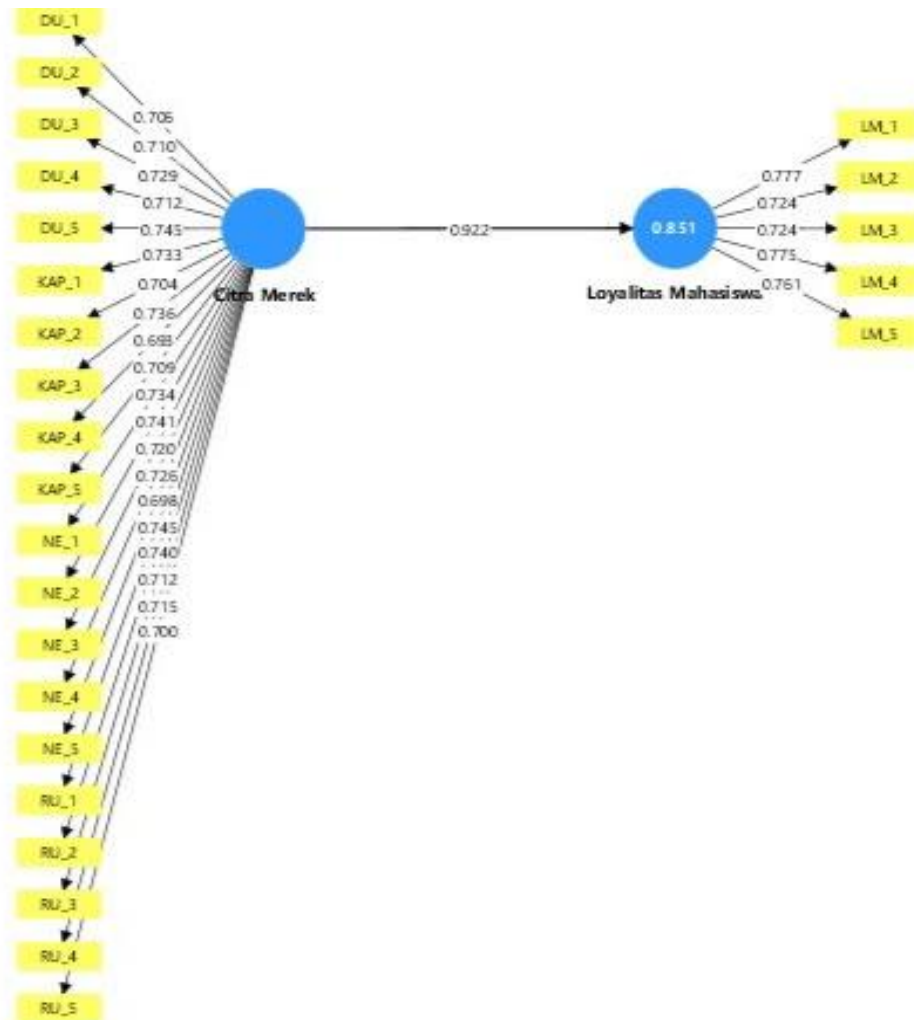 DU_1
DU_2
DU_3
DU_4
DU_5
KAP_1
KAP_2
KAP_3
KAP_4
KAP_5
NE_1
NE_2
NE_3
NE_4
NE_5
RU_1
RU_2
RU_3
RU_4
RU_5
0.706
0.710
0.729
0.712
0.745
0.733
0.704
0.736
0.693
0.709
0.734
0.741
0.720
0.726
0.698
0.745
0.740
0.712
0.715
0.700
Citra Merek
0.922
0.851
Loyalitas Mahasiswa
0.777
0.724
0.724
0.775
0.761
LM_1
LM_2
LM_3
LM_4
LM_5